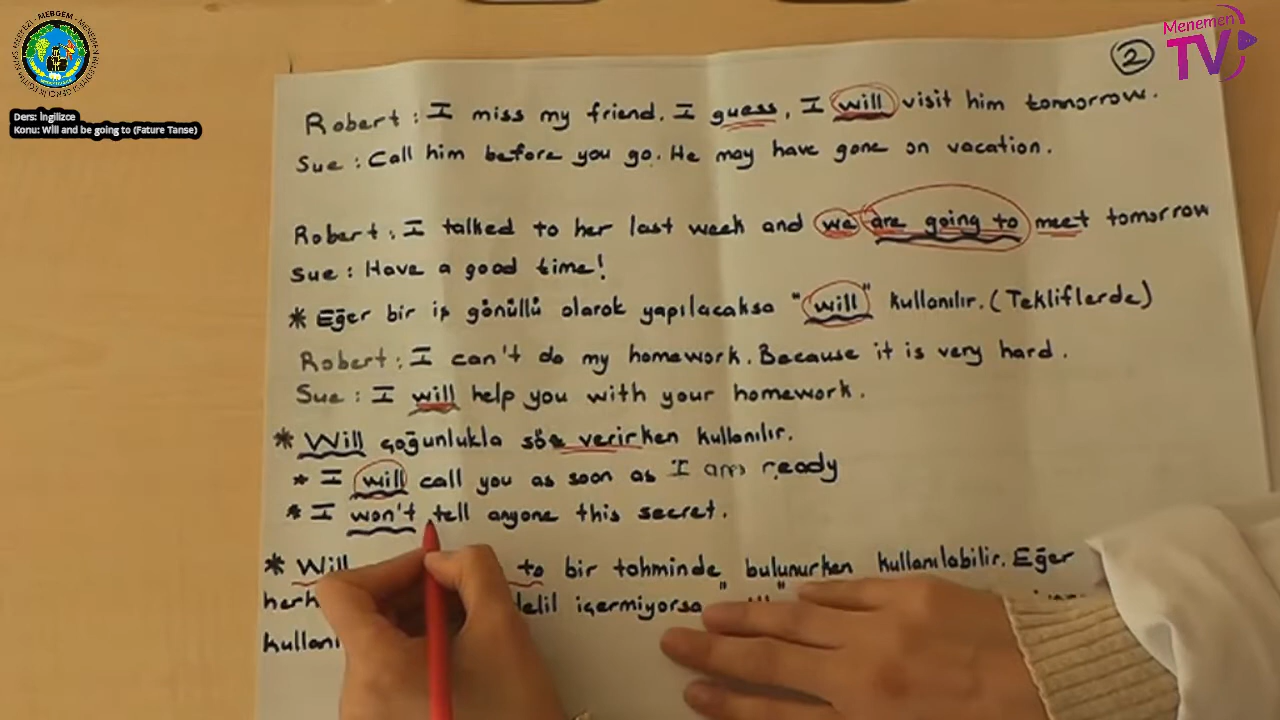 MEBGEM
Menemen
TV
2
Ders: İngilizce
Konu: Will and be going to (Fature Tanse)
Robert: I miss my friend. I guess, I will visit him tomorrow.
Sue: Call him before you go. He may have gone on vacation.
Robert: I talked to her last week and we are going to meet tomorrow
Sue: Have a good time!
* Eğer bir iş gönüllü olarak yapılacaksa "will" kullanılır. (Tekliflerde)
Robert: I can't do my homework. Because it is very hard.
Sue: I will help you with your homework.
* Will çoğunlukla söz verirken kullanılır.
* I will call you as soon as I am ready
* I won't tell anyone this secret.
* Will to bir tahminde bulunurken kullanılabilir. Eğer
delil içermiyorsa